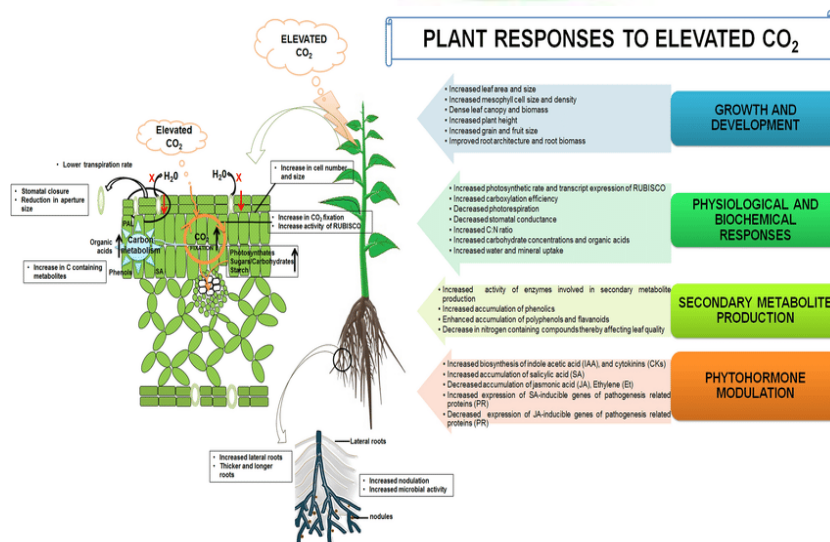 PLANT RESPONSES TO ELEVATED CO2
ELEVATED
CO2
Elevated
CO2
• Lower transpiration rate
X
H20
H20
X
• Stomatal closure
• Reduction in aperture
size
• Increase in cell number
and size
• Increase in CO2 fixation
• Increase activity of RUBISCO
PAL
Organic
acids
Carbon
metabolism
CO2
FIXATION
Photosynthates
Sugars/Carbohydrates
Starch
Phenols
SA
• Increase in C containing
metabolites
• Increased leaf area and size
• Increased mesophyll cell size and density
• Dense leaf canopy and biomass
• Increased plant height
• Increased grain and fruit size
• Improved root architecture and root biomass
GROWTH AND
DEVELOPMENT
• Increased photosynthetic rate and transcript expression of RUBISCO
• Increased carboxylation efficiency
• Decreased photorespiration
• Decreased stomatal conductance
• Increased C:N ratio
• Increased carbohydrate concentrations and organic acids
• Increased water and mineral uptake
PHYSIOLOGICAL AND
BIOCHEMICAL
RESPONSES
• Increased activity of enzymes involved in secondary metabolite
production
• Increased accumulation of phenolics
• Enhanced accumulation of polyphenols and flavanoids
• Decrease in nitrogen containing compounds thereby affecting leaf quality
SECONDARY METABOLITE
PRODUCTION
• Increased biosynthesis of indole acetic acid (IAA), and cytokinins (CKs)
• Increased accumulation of salicylic acid (SA)
• Decreased accumulation of jasmonic acid (JA), Ethylene (Et)
• Increased expression of SA-inducible genes of pathogenesis related
proteins (PR)
• Decreased expression of JA-inducible genes of pathogenesis related
proteins (PR)
PHYTOHORMONE
MODULATION
Lateral roots
• Increased lateral roots
• Thicker and longer
roots
• Increased nodulation
• Increased microbial activity
nodules